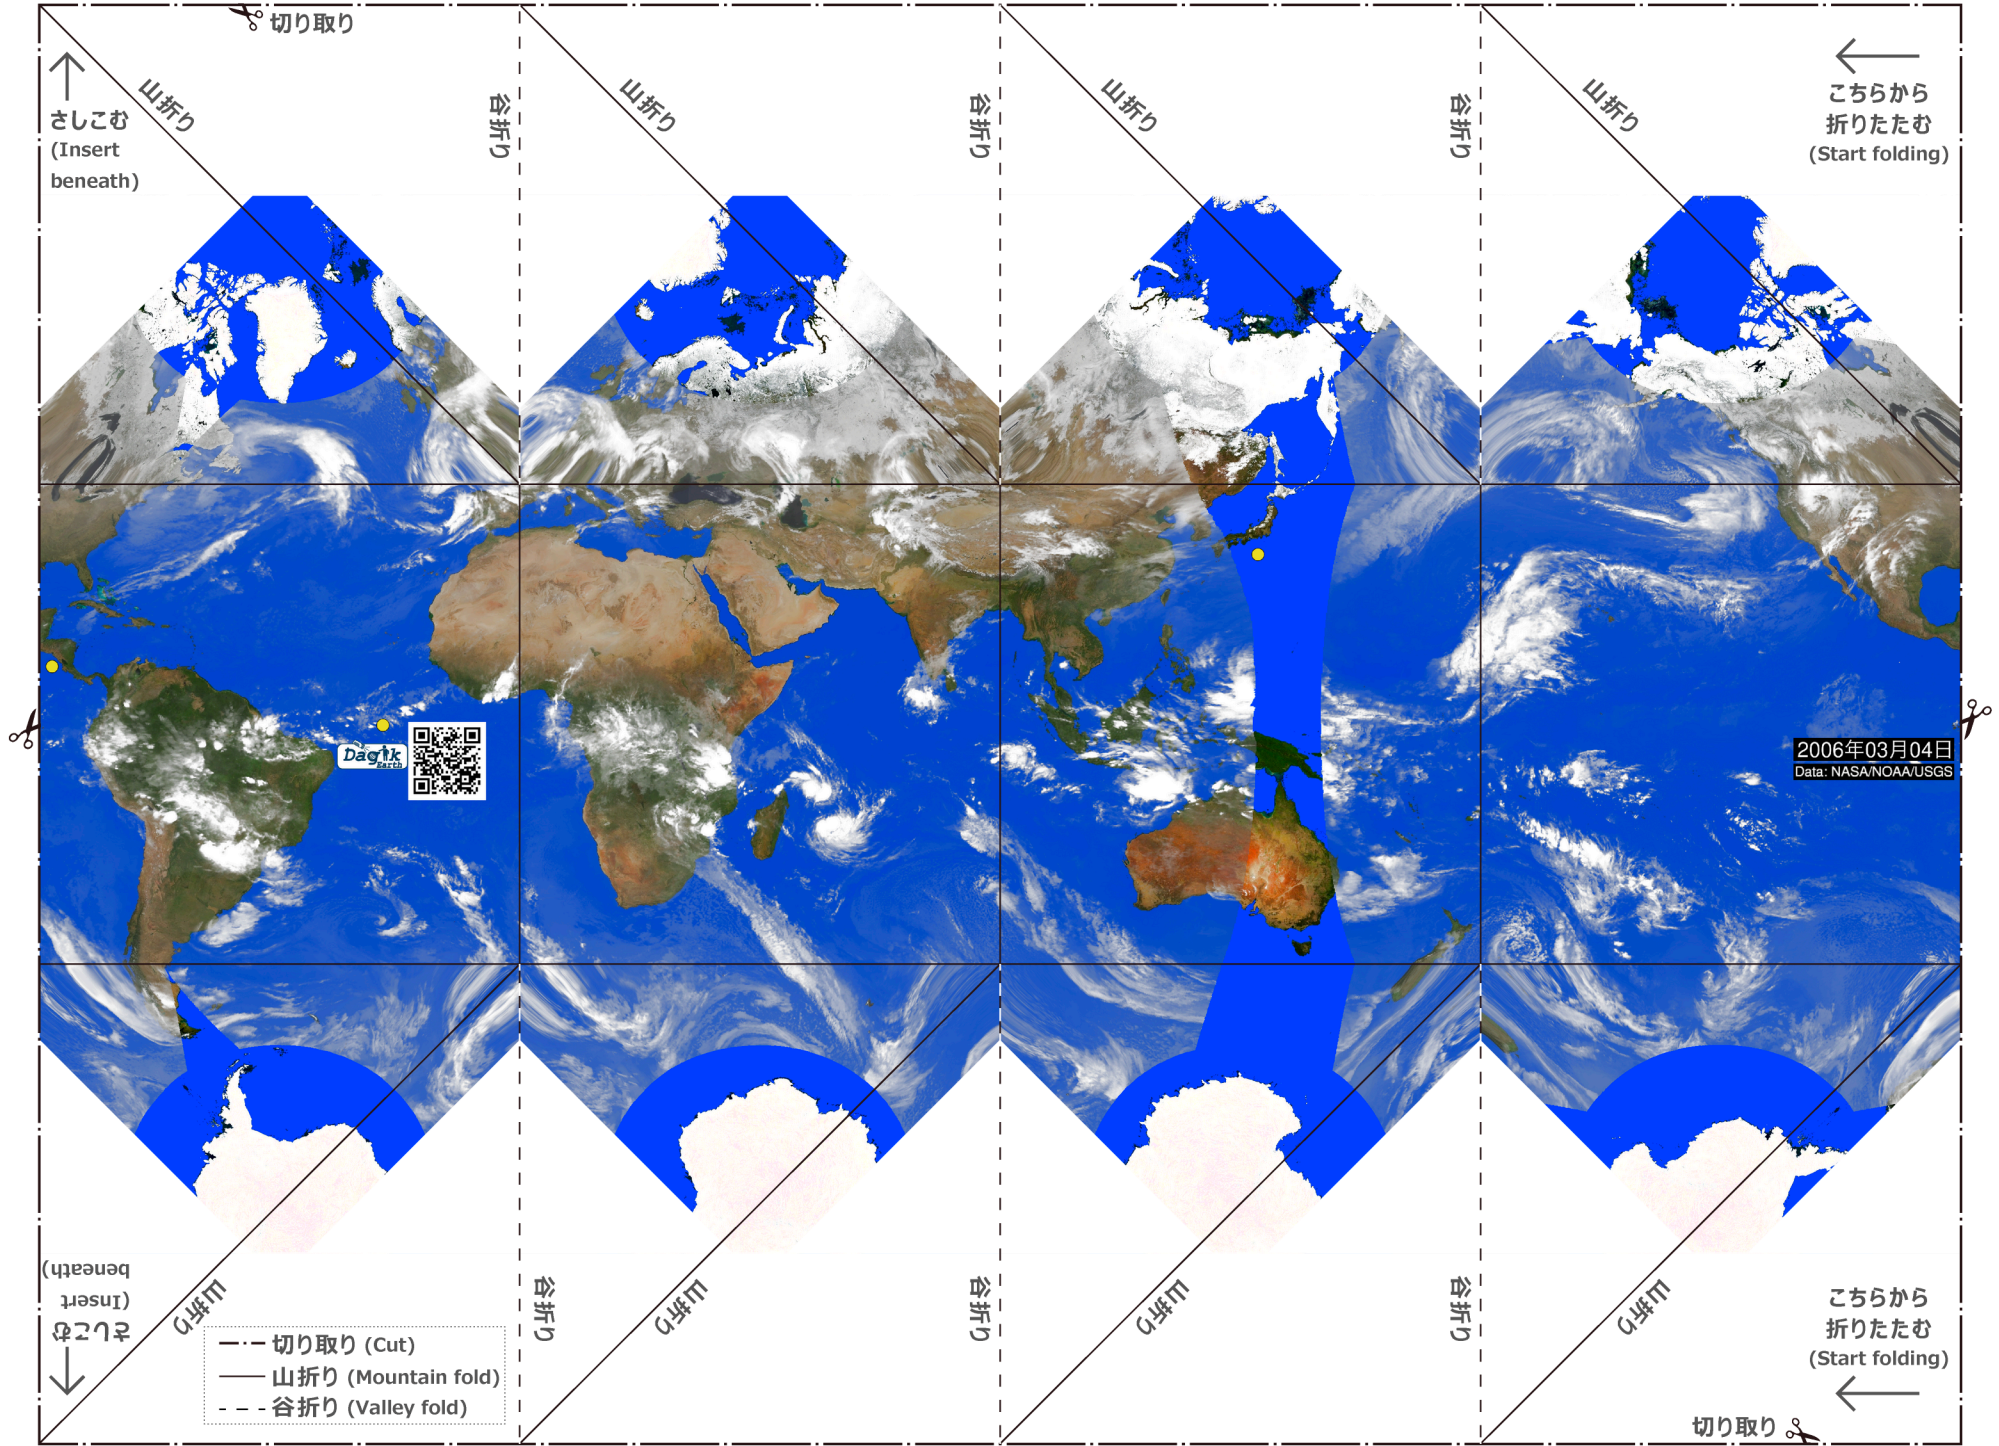 切り取り
さしこむ
(Insert
beneath)
山折り
谷折り
山折り
谷折り
山折り
谷折り
山折り
こちらから
折りたたむ
(Start folding)
Dagik
Earth
2006年03月04日
Data: NASA/NOAA/USGS
さしこむ
(Insert
beneath)
山折り
谷折り
山折り
谷折り
山折り
谷折り
山折り
こちらから
折りたたむ
(Start folding)
切り取り (Cut)
山折り (Mountain fold)
谷折り (Valley fold)
切り取り